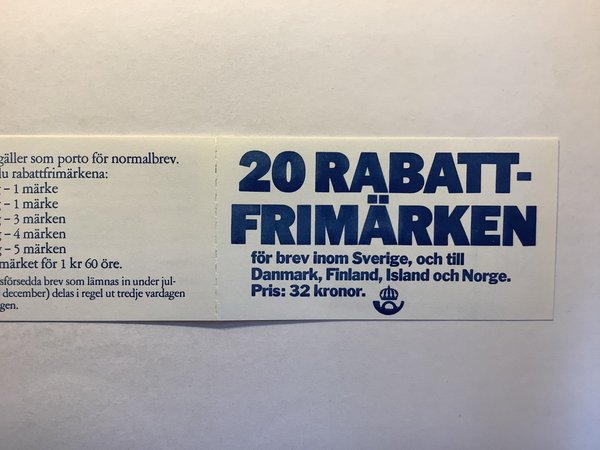 gäller som porto för normalbrev.
du rabattfrimärkena:
– 1 märke
– 1 märke
– 3 märken
– 4 märken
– 5 märken
märket för 1 kr 60 öre.
sförsedda brev som lämnas in under jul-
december) delas i regel ut tredje vardagen
gen.
20 RABATT-
FRIMÄRKEN
för brev inom Sverige, och till
Danmark, Finland, Island och Norge.
Pris: 32 kronor.